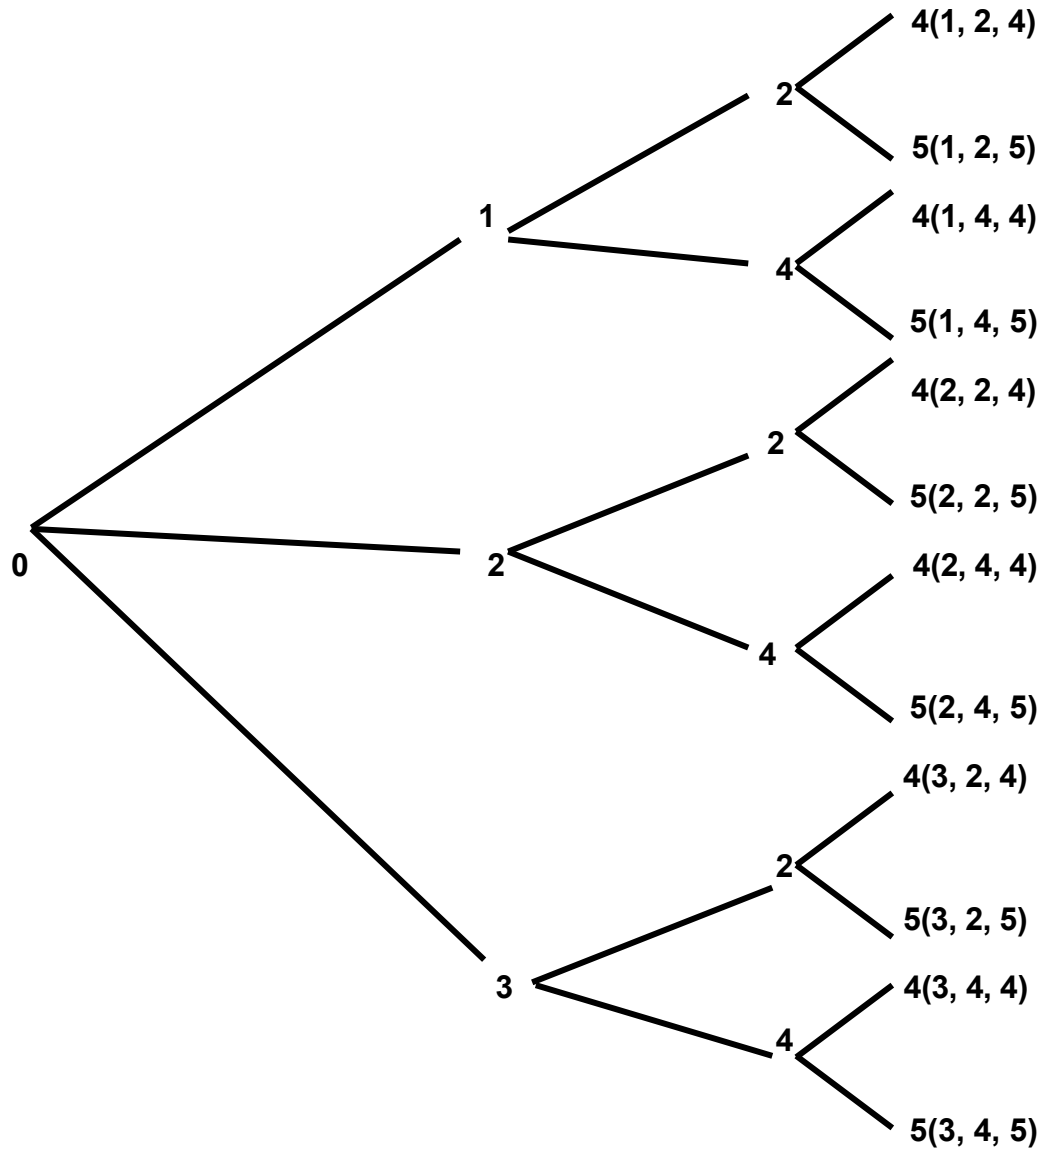 4(1, 2, 4)
2
5(1, 2, 5)
1
4(1, 4, 4)
4
5(1, 4, 5)
4(2, 2, 4)
2
5(2, 2, 5)
0
2
4(2, 4, 4)
4
5(2, 4, 5)
4(3, 2, 4)
2
5(3, 2, 5)
3
4(3, 4, 4)
4
5(3, 4, 5)